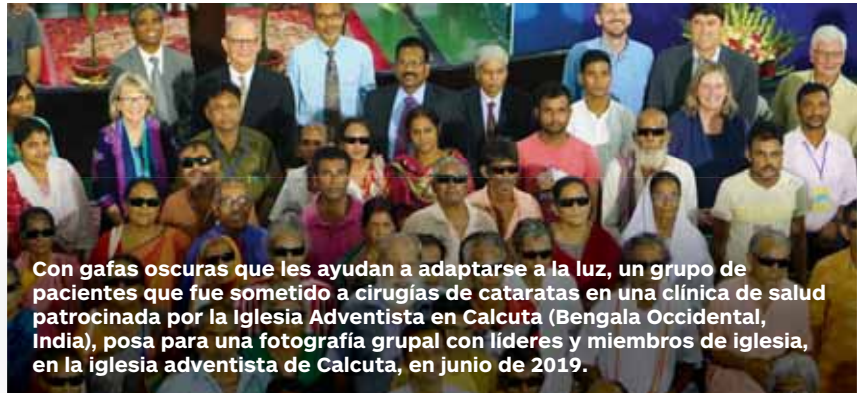 Con gafas oscuras que les ayudan a adaptarse a la luz, un grupo de
pacientes que fue sometido a cirugías de cataratas en una clínica de salud
patrocinada por la Iglesia Adventista en Calcuta (Bengala Occidental,
India), posa para una fotografía grupal con líderes y miembros de iglesia,
en la iglesia adventista de Calcuta, en junio de 2019.